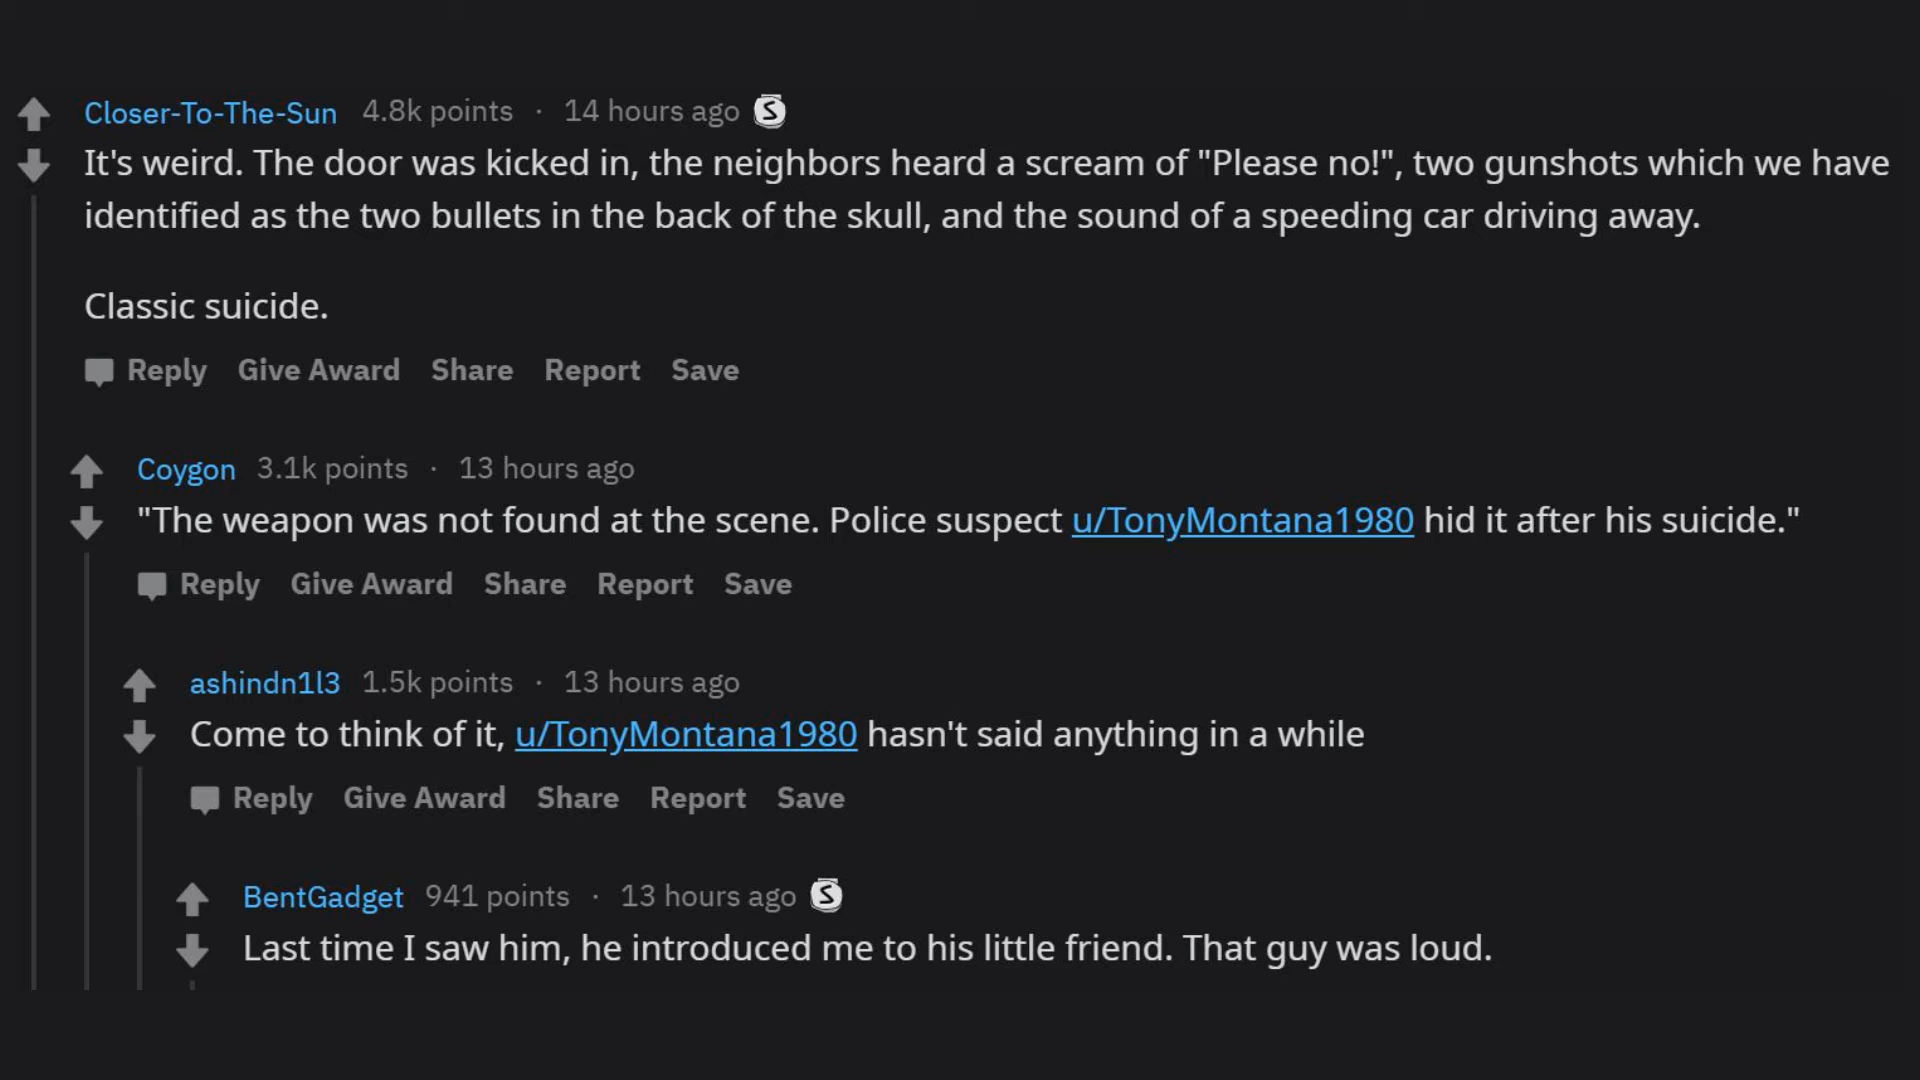 Closer-To-The-Sun 4.8k points · 14 hours ago S
It's weird. The door was kicked in, the neighbors heard a scream of "Please no!", two gunshots which we have
identified as the two bullets in the back of the skull, and the sound of a speeding car driving away.
Classic suicide.
Reply Give Award Share Report Save
Coygon 3.1k points · 13 hours ago
"The weapon was not found at the scene. Police suspect u/TonyMontana1980 hid it after his suicide."
Reply Give Award Share Report Save
ashindn1l3 1.5k points · 13 hours ago
Come to think of it, u/TonyMontana1980 hasn't said anything in a while
Reply Give Award Share Report Save
BentGadget 941 points · 13 hours ago S
Last time I saw him, he introduced me to his little friend. That guy was loud.